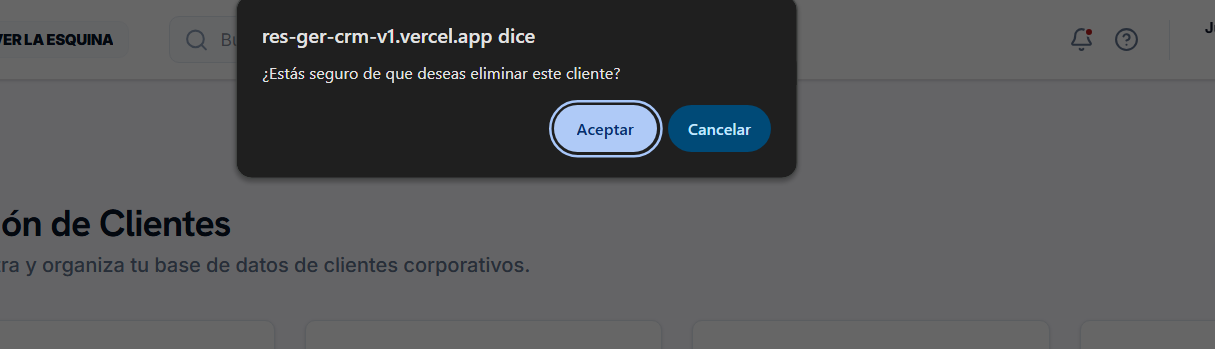 res-ger-crm-v1.vercel.app dice
VER LA ESQUINA
¿Estás seguro de que deseas eliminar este cliente?
Aceptar
Cancelar
ón de Clientes
ra y organiza tu base de datos de clientes corporativos.